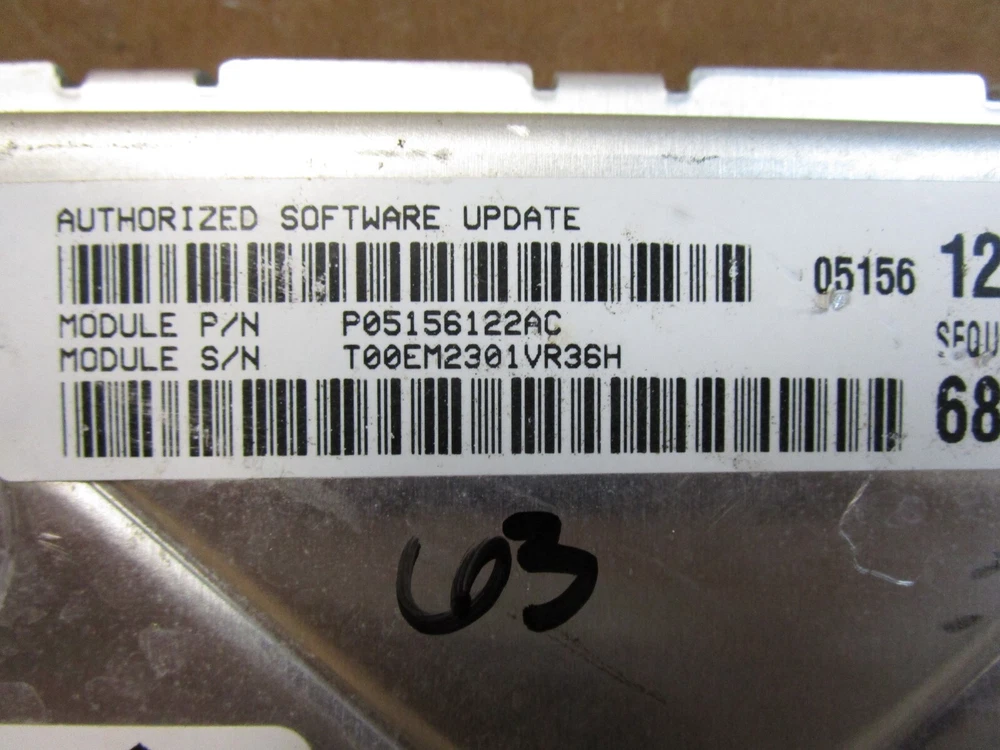 AUTHORIZED SOFTWARE UPDATE
05156 12
MODULE P/N P05156122AC
MODULE S/N T00EM2301VR36H
SEQU
68
63